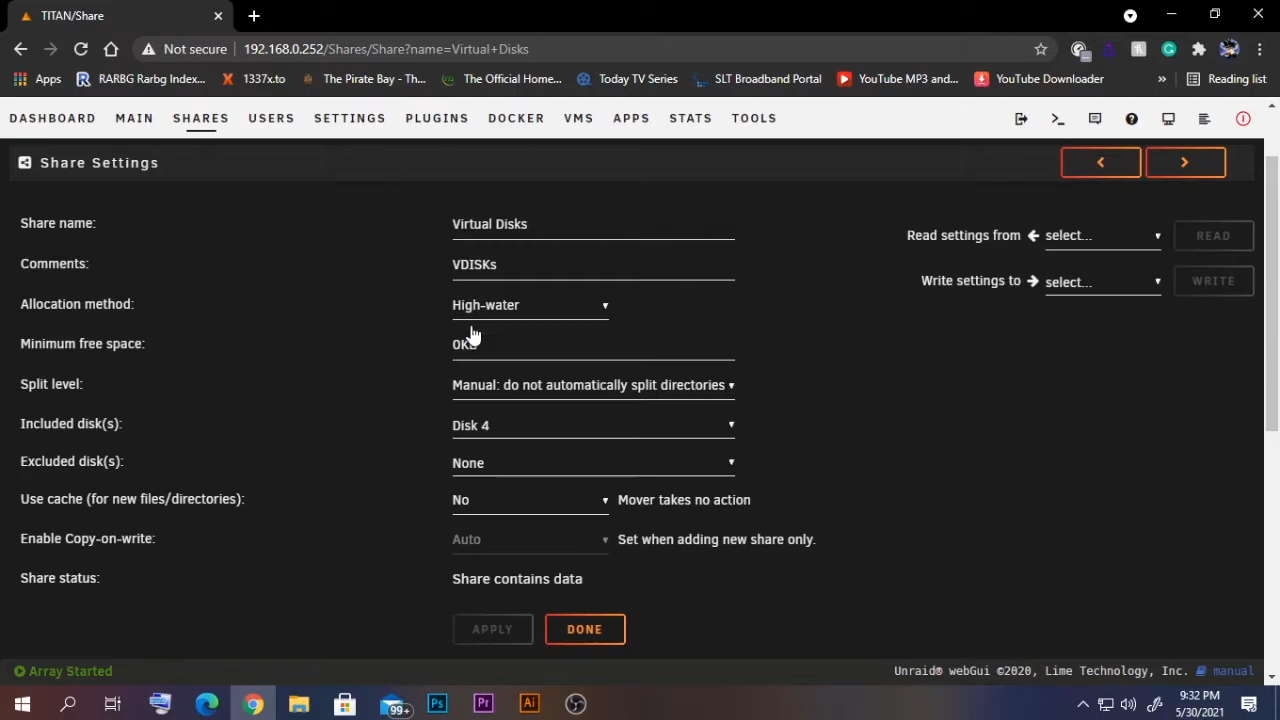 TITAN/Share
Not secure 192.168.0.252/Shares/Share?name=Virtual+Disks
Apps RARBG Rarbg Index... 1337x.to The Pirate Bay - Th... The Official Home... Today TV Series SLT Broadband Portal YouTube MP3 and... YouTube Downloader » Reading list
DASHBOARD MAIN SHARES USERS SETTINGS PLUGINS DOCKER VMS APPS STATS TOOLS
Share Settings
Share name: Virtual Disks
Read settings from select... READ
Comments: VDISKs
Write settings to select... WRITE
Allocation method: High-water
Minimum free space:
Split level: Manual: do not automatically split directories
Included disk(s): Disk 4
Excluded disk(s): None
Use cache (for new files/directories): No Mover takes no action
Enable Copy-on-write: Auto Set when adding new share only.
Share status: Share contains data
APPLY DONE
Array Started Unraid® webGui ©2020, Lime Technology, Inc. manual
99+ Ps Pr Ai
9:32 PM
5/30/2021